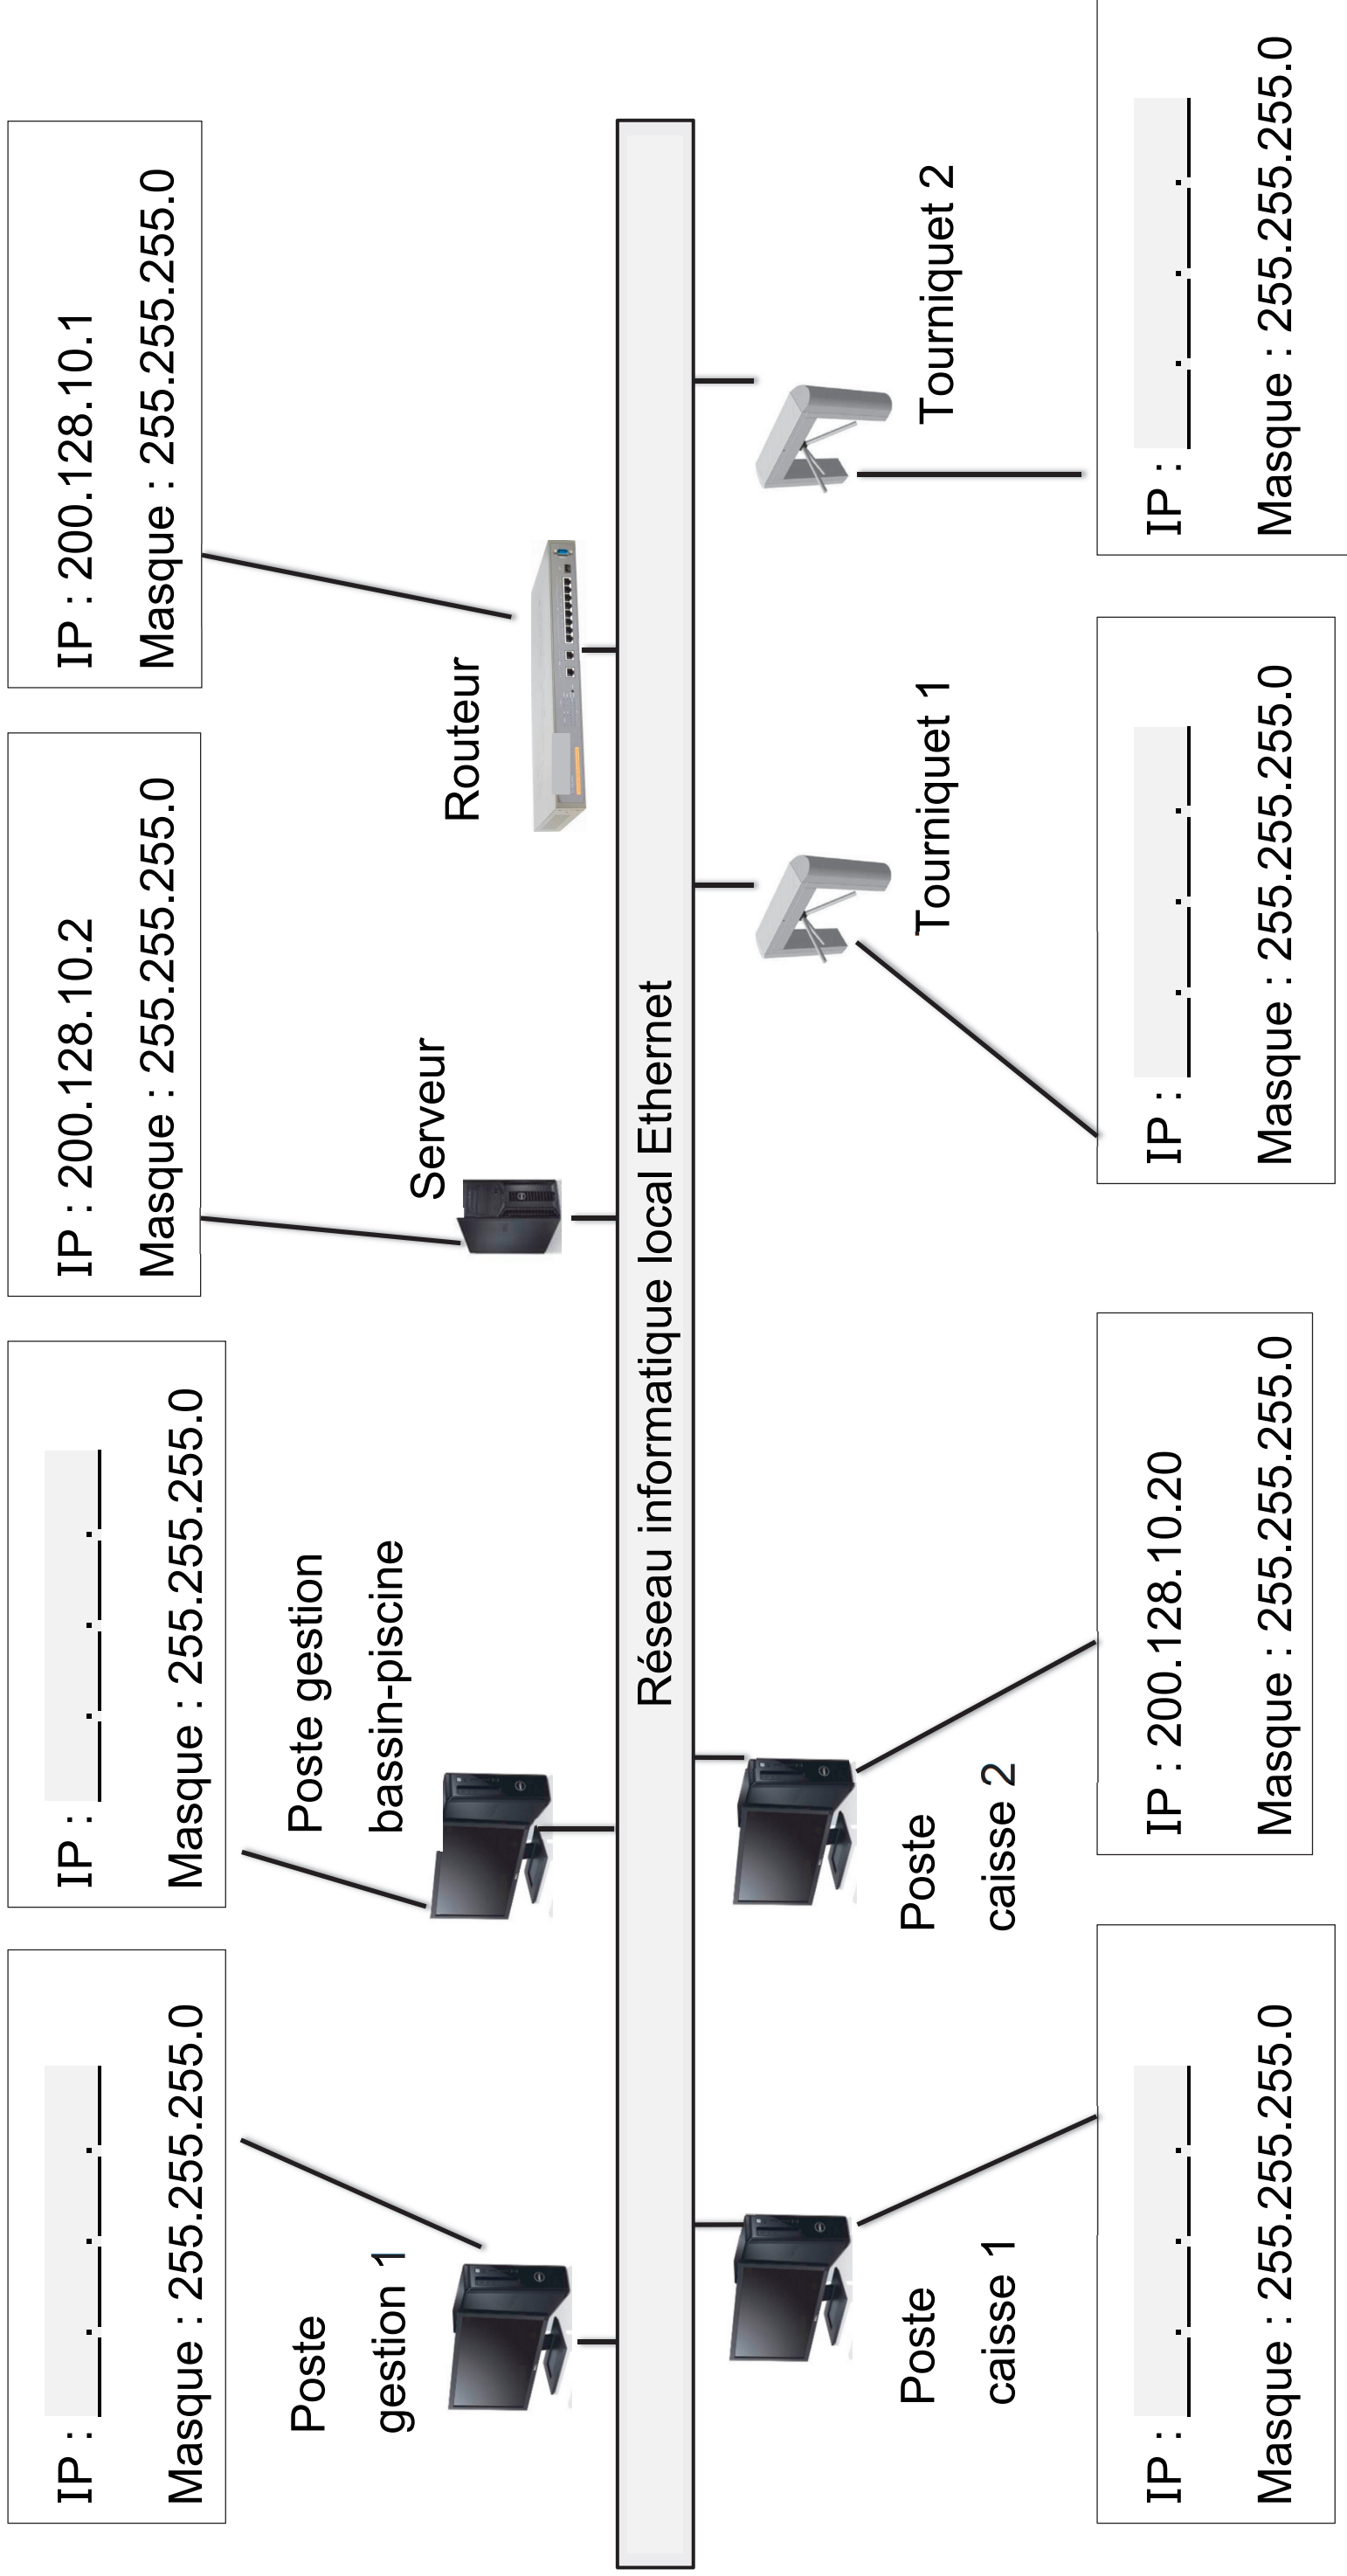 IP : ___.___.___.___
Masque : 255.255.255.0
IP : ___.___.___.___
Masque : 255.255.255.0
IP : 200.128.10.2
Masque : 255.255.255.0
IP : 200.128.10.1
Masque : 255.255.255.0
Poste
gestion 1
Poste gestion
bassin-piscine
Serveur
Routeur
Réseau informatique local Ethernet
Poste
caisse 1
Poste
caisse 2
Tourniquet 1
Tourniquet 2
IP : ___.___.___.___
Masque : 255.255.255.0
IP : 200.128.10.20
Masque : 255.255.255.0
IP : ___.___.___.___
Masque : 255.255.255.0
IP : ___.___.___.___
Masque : 255.255.255.0